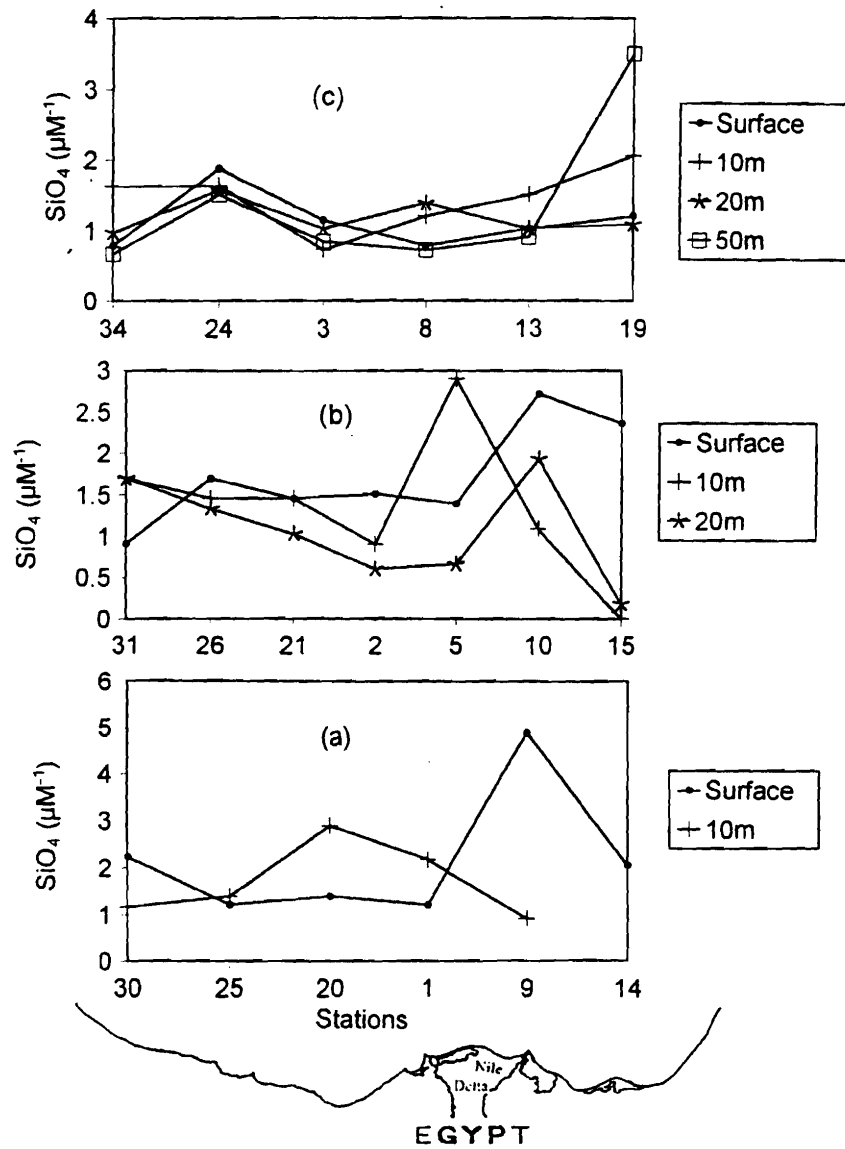 4
3
2
1
0
SiO₄ (µM⁻¹)
(c)
34 24 3 8 13 19
Surface
10m
20m
50m
3
2.5
2
1.5
1
0.5
0
SiO₄ (µM⁻¹)
(b)
31 26 21 2 5 10 15
Surface
10m
20m
6
5
4
3
2
1
0
SiO₄ (µM⁻¹)
(a)
30 25 20 1 9 14
Stations
Surface
10m
Nile
Delta
EGYPT